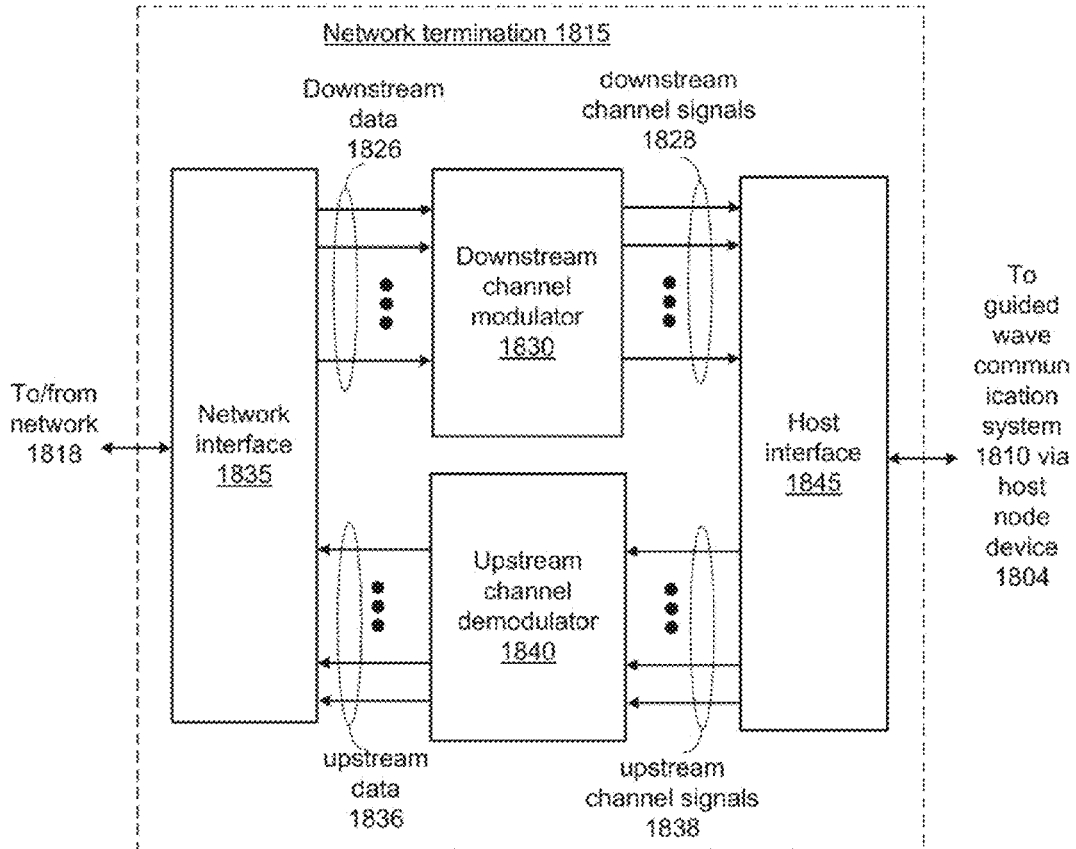 Network termination 1815
Downstream
data
1826
downstream
channel signals
1828
Downstream
channel
modulator
1830
To/from
network
1818
Network
interface
1835
Host
interface
1845
To
guided
wave
commun
ication
system
1810 via
host
node
device
1804
Upstream
channel
demodulator
1840
upstream
data
1836
upstream
channel signals
1838